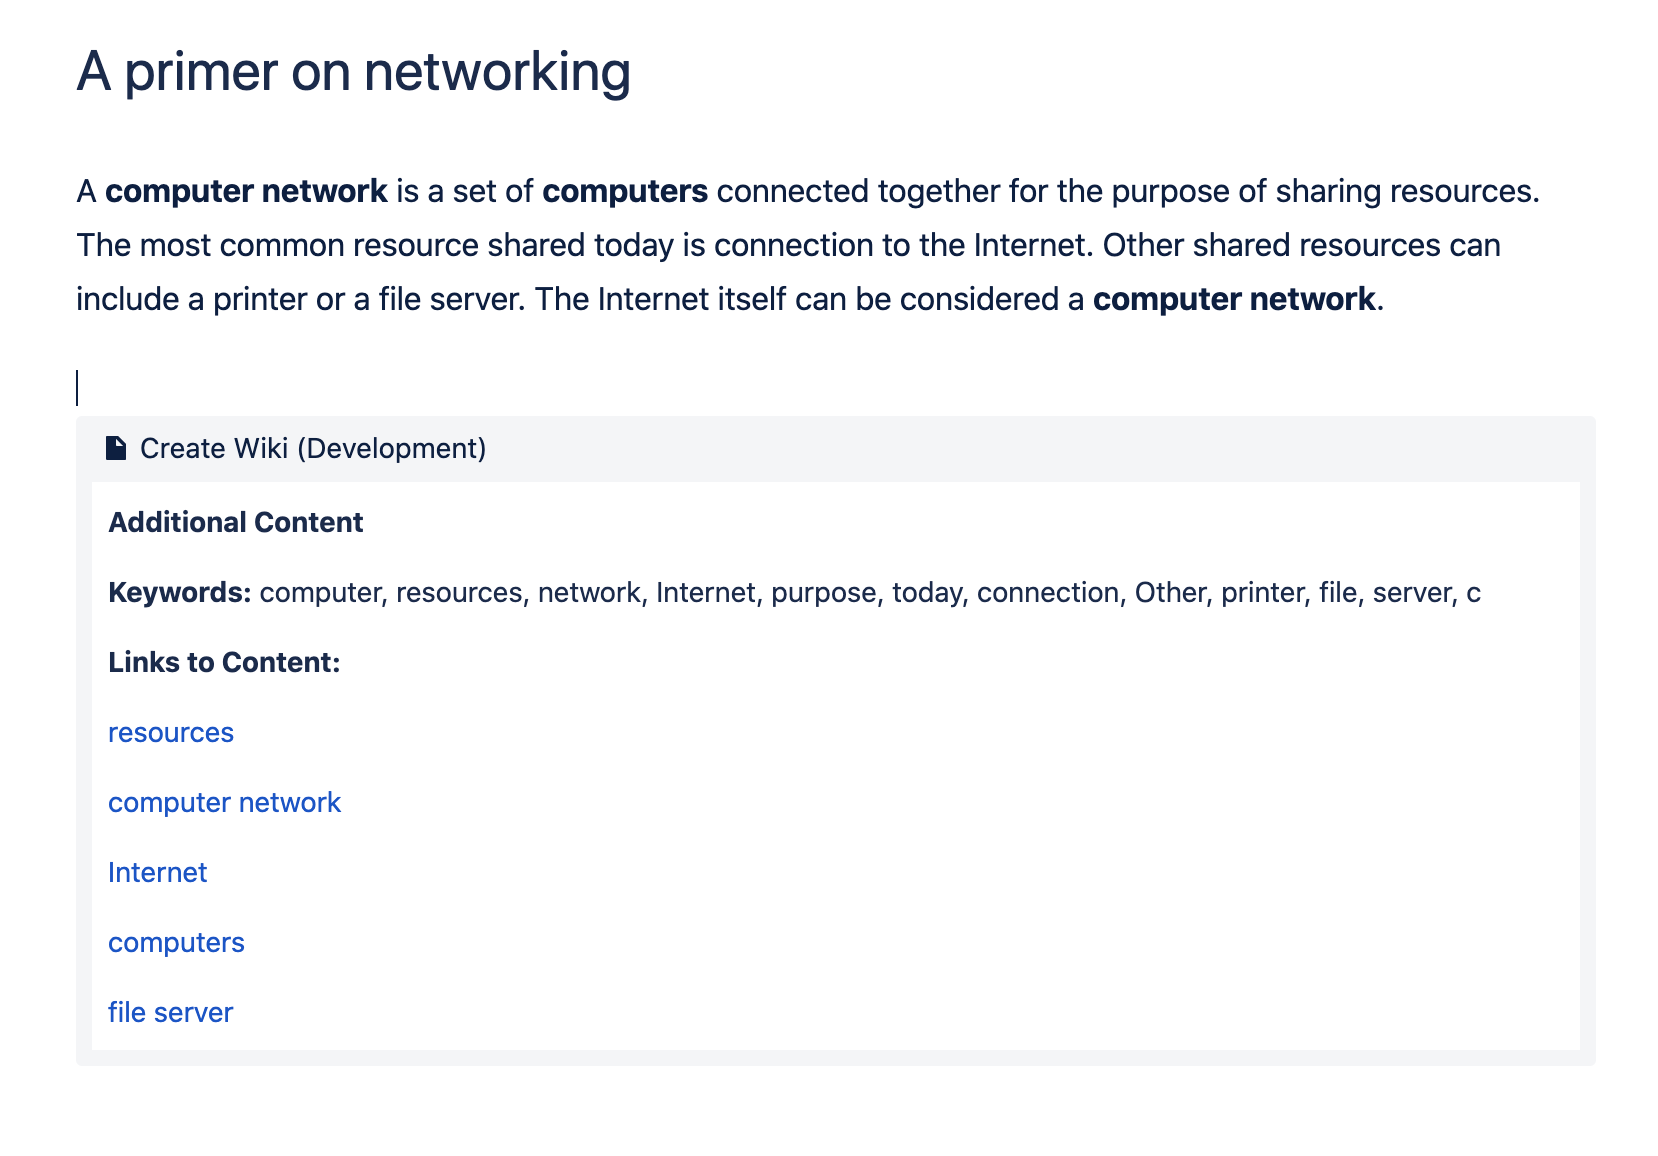 A primer on networking
A computer network is a set of computers connected together for the purpose of sharing resources.
The most common resource shared today is connection to the Internet. Other shared resources can
include a printer or a file server. The Internet itself can be considered a computer network.
Create Wiki (Development)
Additional Content
Keywords: computer, resources, network, Internet, purpose, today, connection, Other, printer, file, server, c
Links to Content:
resources
computer network
Internet
computers
file server